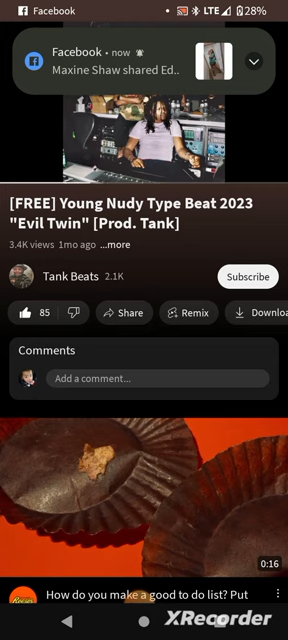 Facebook
LTE 28%
Facebook • now
Maxine Shaw shared Ed..
[FREE] Young Nudy Type Beat 2023
"Evil Twin" [Prod. Tank]
3.4K views 1mo ago ...more
Tank Beats 2.1K
Subscribe
85 Share Remix Downloa
Comments
Add a comment...
0:16
How do you make a good to do list? Put
XRecorder